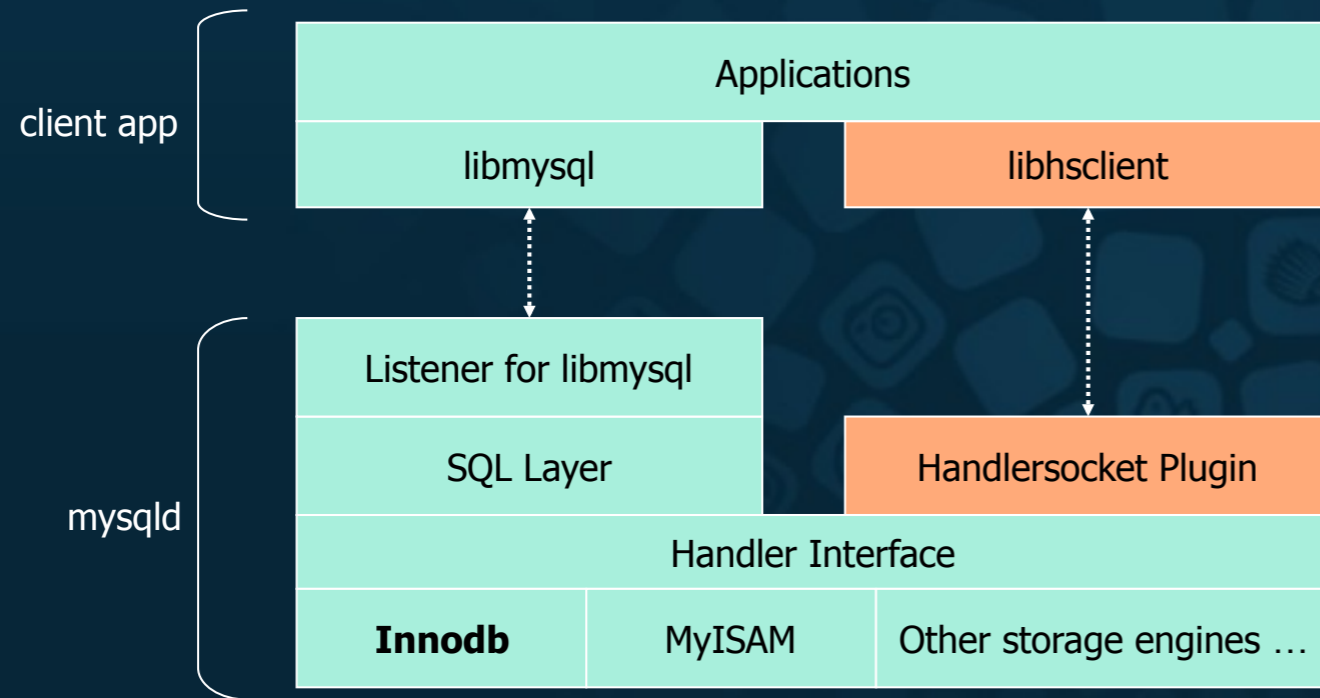 client app
Applications
libmysql
libhsclient
mysqld
Listener for libmysql
SQL Layer
Handlersocket Plugin
Handler Interface
Innodb
MyISAM
Other storage engines …